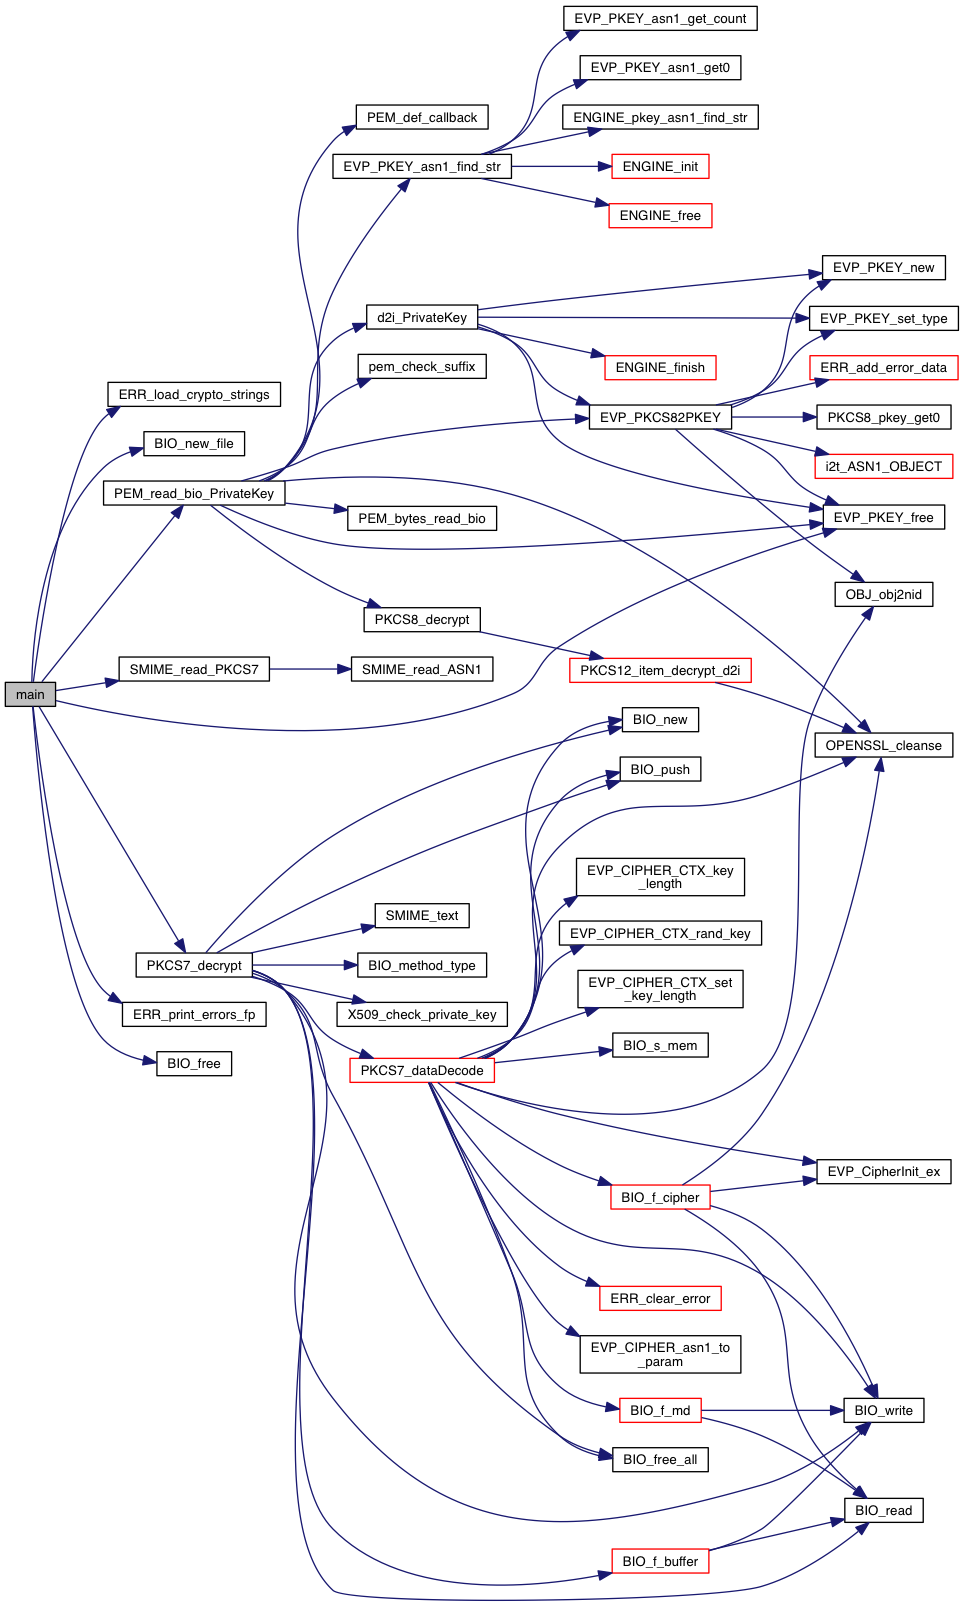 EVP_PKEY_asn1_get_count
EVP_PKEY_asn1_get0
PEM_def_callback
ENGINE_pkey_asn1_find_str
EVP_PKEY_asn1_find_str
ENGINE_init
ENGINE_free
EVP_PKEY_new
d2i_PrivateKey
EVP_PKEY_set_type
pem_check_suffix
ENGINE_finish
ERR_add_error_data
ERR_load_crypto_strings
EVP_PKCS82PKEY
PKCS8_pkey_get0
BIO_new_file
i2t_ASN1_OBJECT
PEM_read_bio_PrivateKey
PEM_bytes_read_bio
EVP_PKEY_free
OBJ_obj2nid
PKCS8_decrypt
SMIME_read_PKCS7
SMIME_read_ASN1
PKCS12_item_decrypt_d2i
main
BIO_new
OPENSSL_cleanse
BIO_push
EVP_CIPHER_CTX_key
_length
SMIME_text
EVP_CIPHER_CTX_rand_key
PKCS7_decrypt
BIO_method_type
EVP_CIPHER_CTX_set
_key_length
ERR_print_errors_fp
X509_check_private_key
BIO_s_mem
BIO_free
PKCS7_dataDecode
EVP_CipherInit_ex
BIO_f_cipher
ERR_clear_error
EVP_CIPHER_asn1_to
_param
BIO_f_md
BIO_write
BIO_free_all
BIO_read
BIO_f_buffer